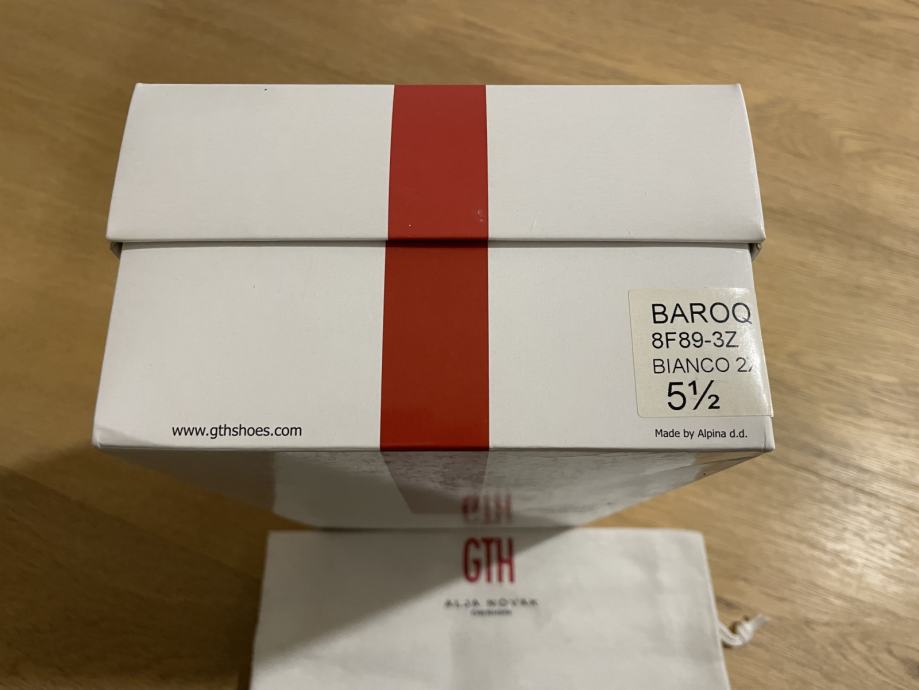 BAROQ
8F89-3Z
BIANCO 2
5½
www.gthshoes.com
Made by Alpina d.d.
GTH
GTH
ALJA NOVAK